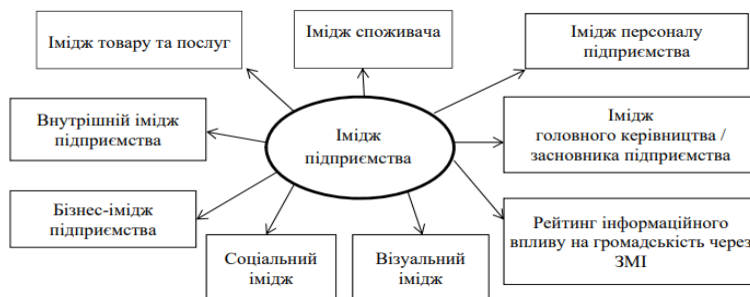 Імідж товару та послуг
Імідж споживача
Імідж персоналу
підприємства
Внутрішній імідж
підприємства
Імідж
підприємства
Імідж
головного керівництва /
засновника підприємства
Бізнес-імідж
підприємства
Соціальний
імідж
Візуальний
імідж
Рейтинг інформаційного
впливу на громадськість через
ЗМІ